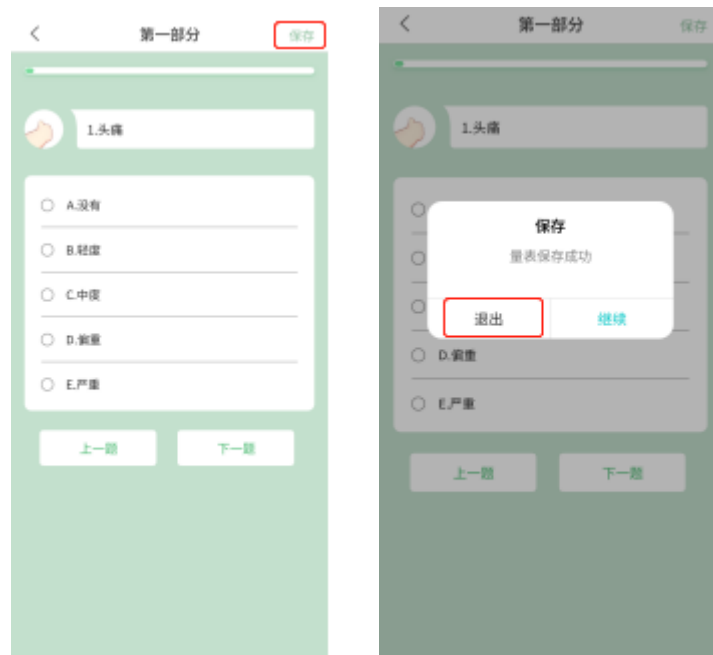 第一部分
保存
1.头痛
A.没有
B.轻度
C.中度
D.偏重
E.严重
上一题
下一题
第一部分
保存
1.头痛
保存
量表保存成功
退出
继续
D.偏重
E.严重
上一题
下一题